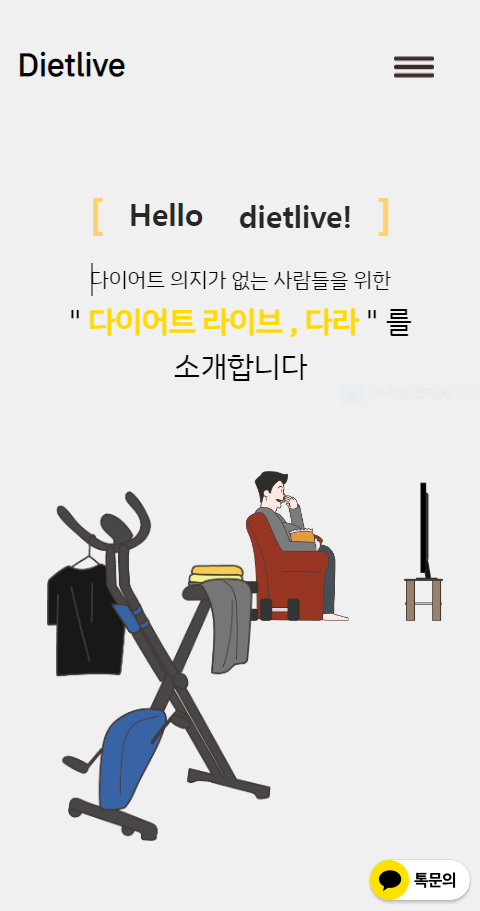 Dietlive
[ Hello dietlive! ]
다이어트 의지가 없는 사람들을 위한
" 다이어트 라이브 , 다라 " 를
소개합니다
톡문의